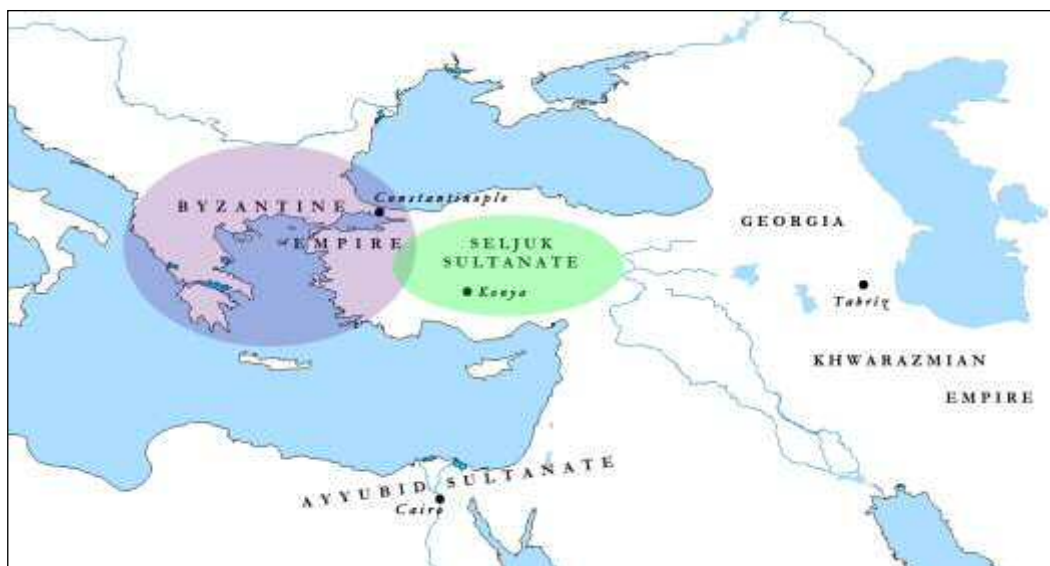 BYZANTINE
EMPIRE
Constantinople
SELJUK
SULTANATE
Konya
GEORGIA
Tabriz
KHWARAZMIAN
EMPIRE
AYYUBID SULTANATE
Cairo